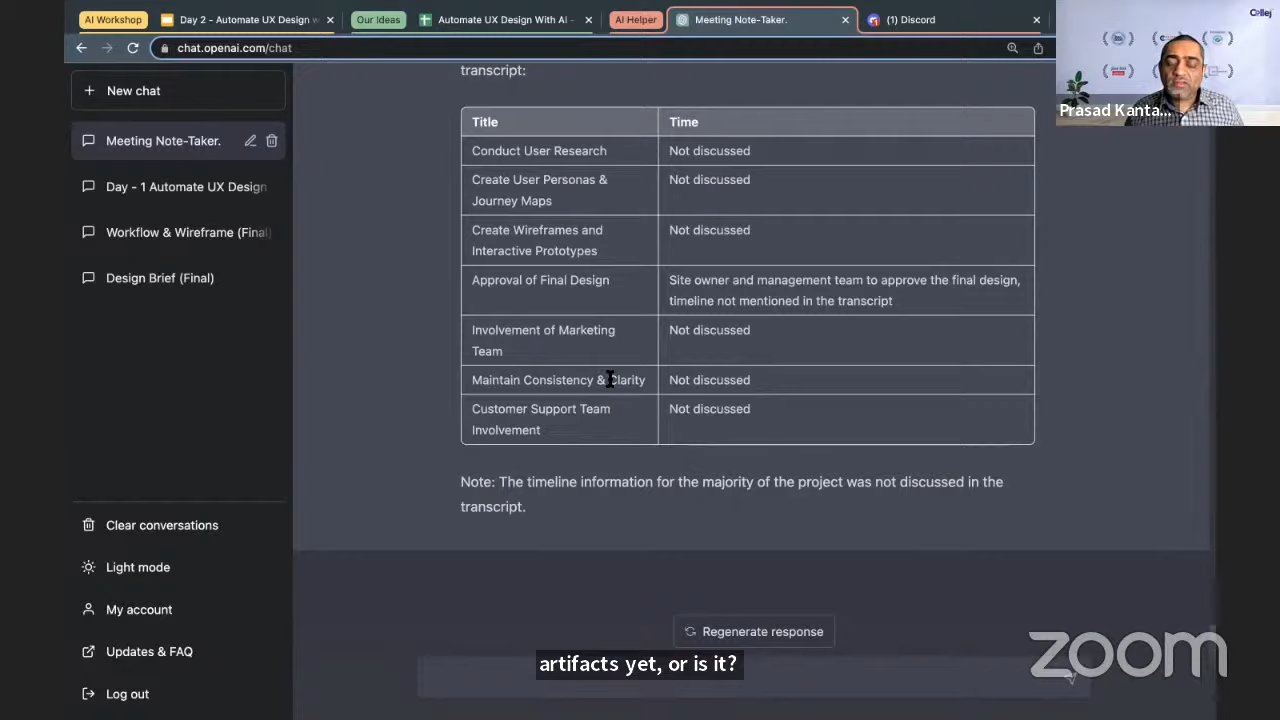 AI Workshop
Day 2 - Automate UX Design w
Our Ideas
Automate UX Design With AI -
AI Helper
Meeting Note-Taker.
(1) Discord
Collej
chat.openai.com/chat
Prasad Kanta...
New chat
Meeting Note-Taker.
Day - 1 Automate UX Design
Workflow & Wireframe (Final)
Design Brief (Final)
Clear conversations
Light mode
My account
Updates & FAQ
Log out
transcript:
Title Time
Conduct User Research Not discussed
Create User Personas & Not discussed
Journey Maps
Create Wireframes and Not discussed
Interactive Prototypes
Approval of Final Design Site owner and management team to approve the final design,
timeline not mentioned in the transcript
Involvement of Marketing Not discussed
Team
Maintain Consistency & Clarity Not discussed
Customer Support Team Not discussed
Involvement
Note: The timeline information for the majority of the project was not discussed in the
transcript.
Regenerate response
artifacts yet, or is it?
zoom